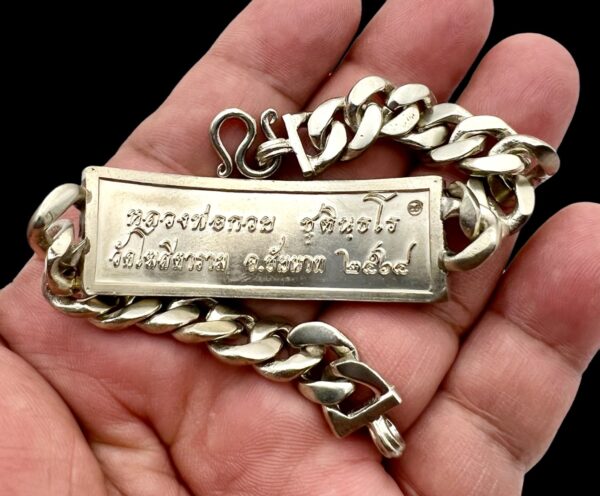 หลวงพ่อกวย ชุตินฺธโร
วัดโฆสิตาราม จ.ชัยนาท ๒๕๑๘